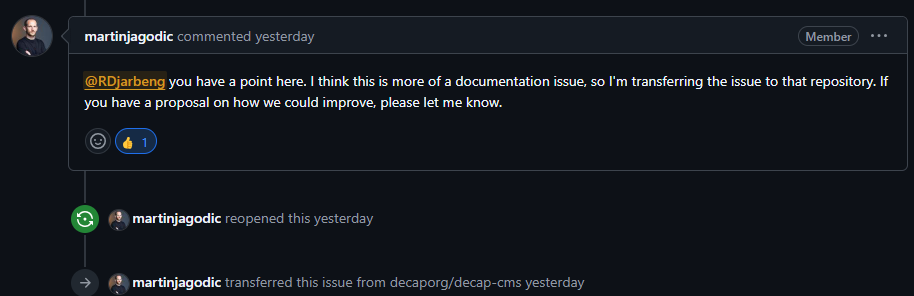 martinjagodic commented yesterday Member
@RDjarbeng you have a point here. I think this is more of a documentation issue, so I'm transferring the issue to that repository. If
you have a proposal on how we could improve, please let me know.
👍 1
martinjagodic reopened this yesterday
martinjagodic transferred this issue from decaporg/decap-cms yesterday